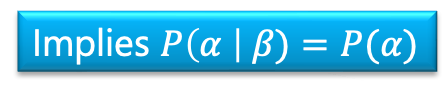 Implies 𝑃(𝛼 | 𝛽) = 𝑃(𝛼)